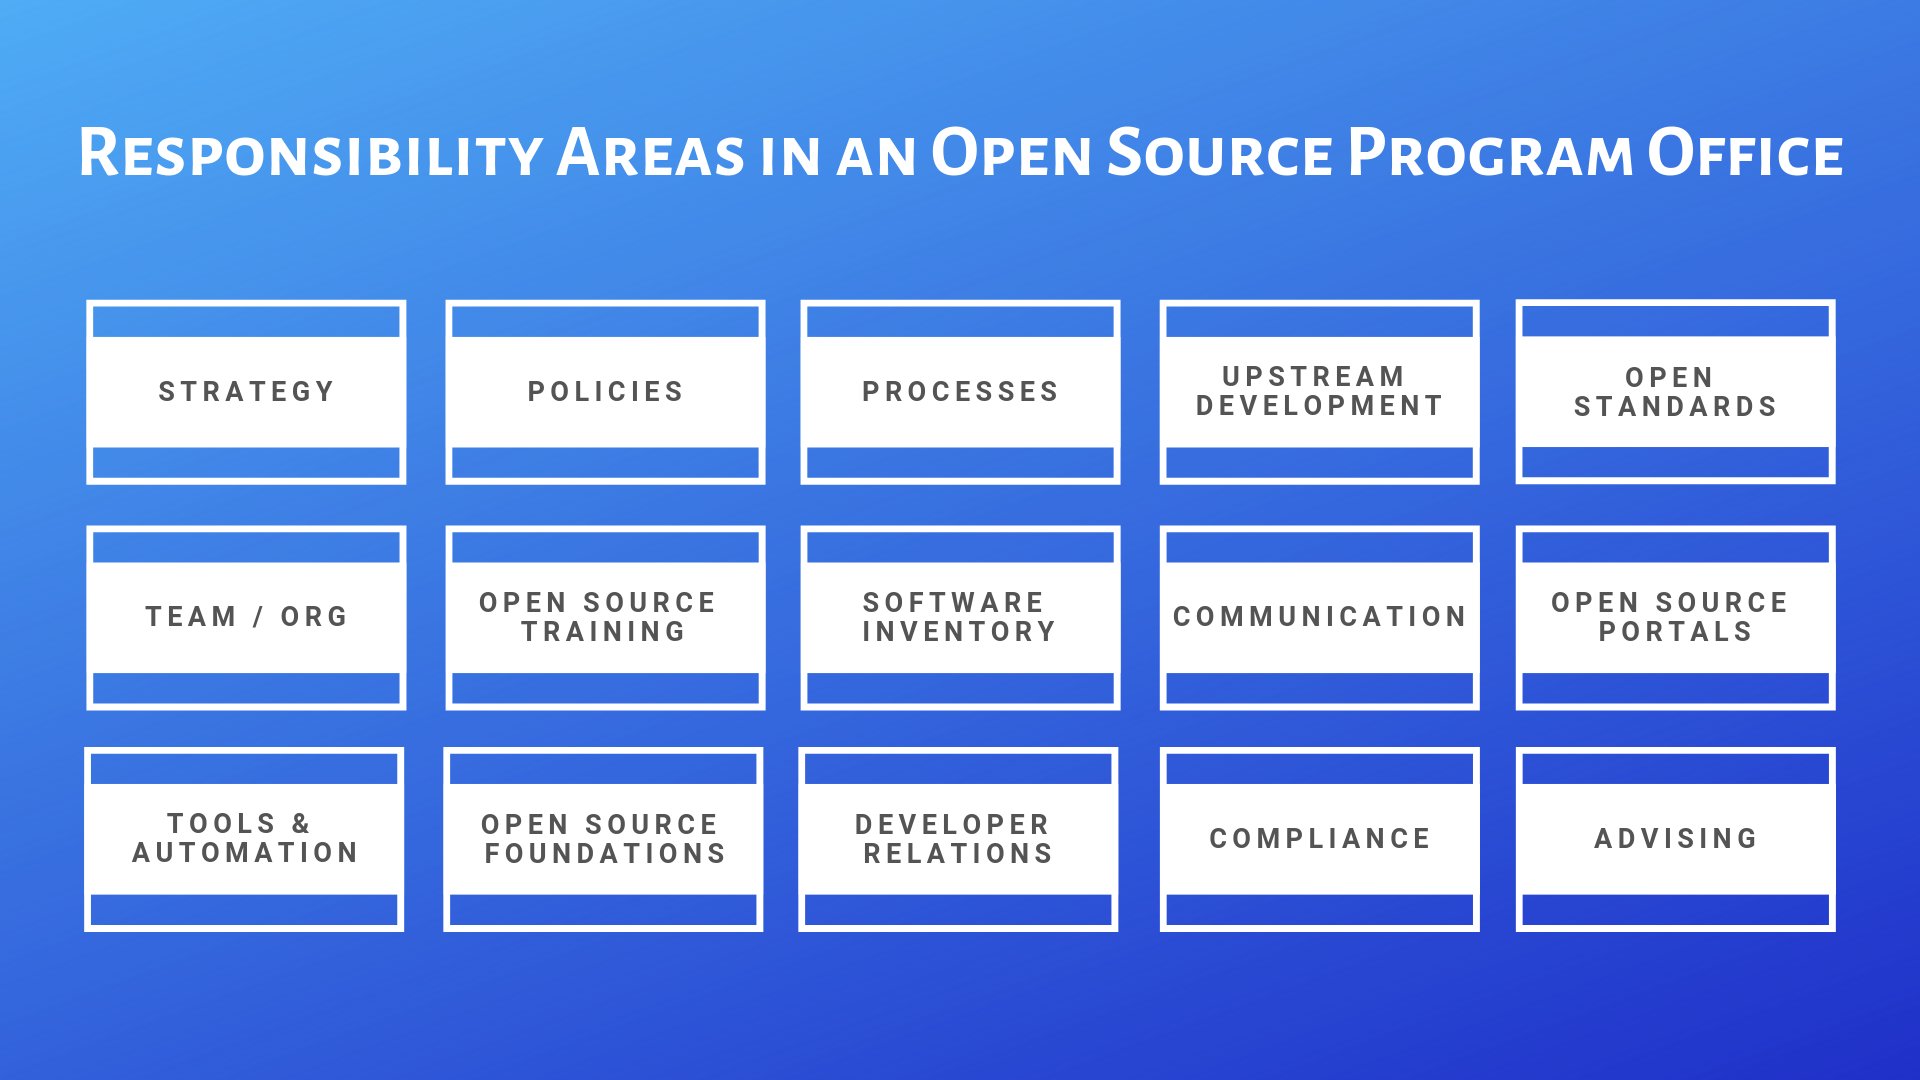 Responsibility Areas in an Open Source Program Office
STRATEGY
POLICIES
PROCESSES
UPSTREAM
DEVELOPMENT
OPEN
STANDARDS
TEAM / ORG
OPEN SOURCE
TRAINING
SOFTWARE
INVENTORY
COMMUNICATION
OPEN SOURCE
PORTALS
TOOLS &
AUTOMATION
OPEN SOURCE
FOUNDATIONS
DEVELOPER
RELATIONS
COMPLIANCE
ADVISING